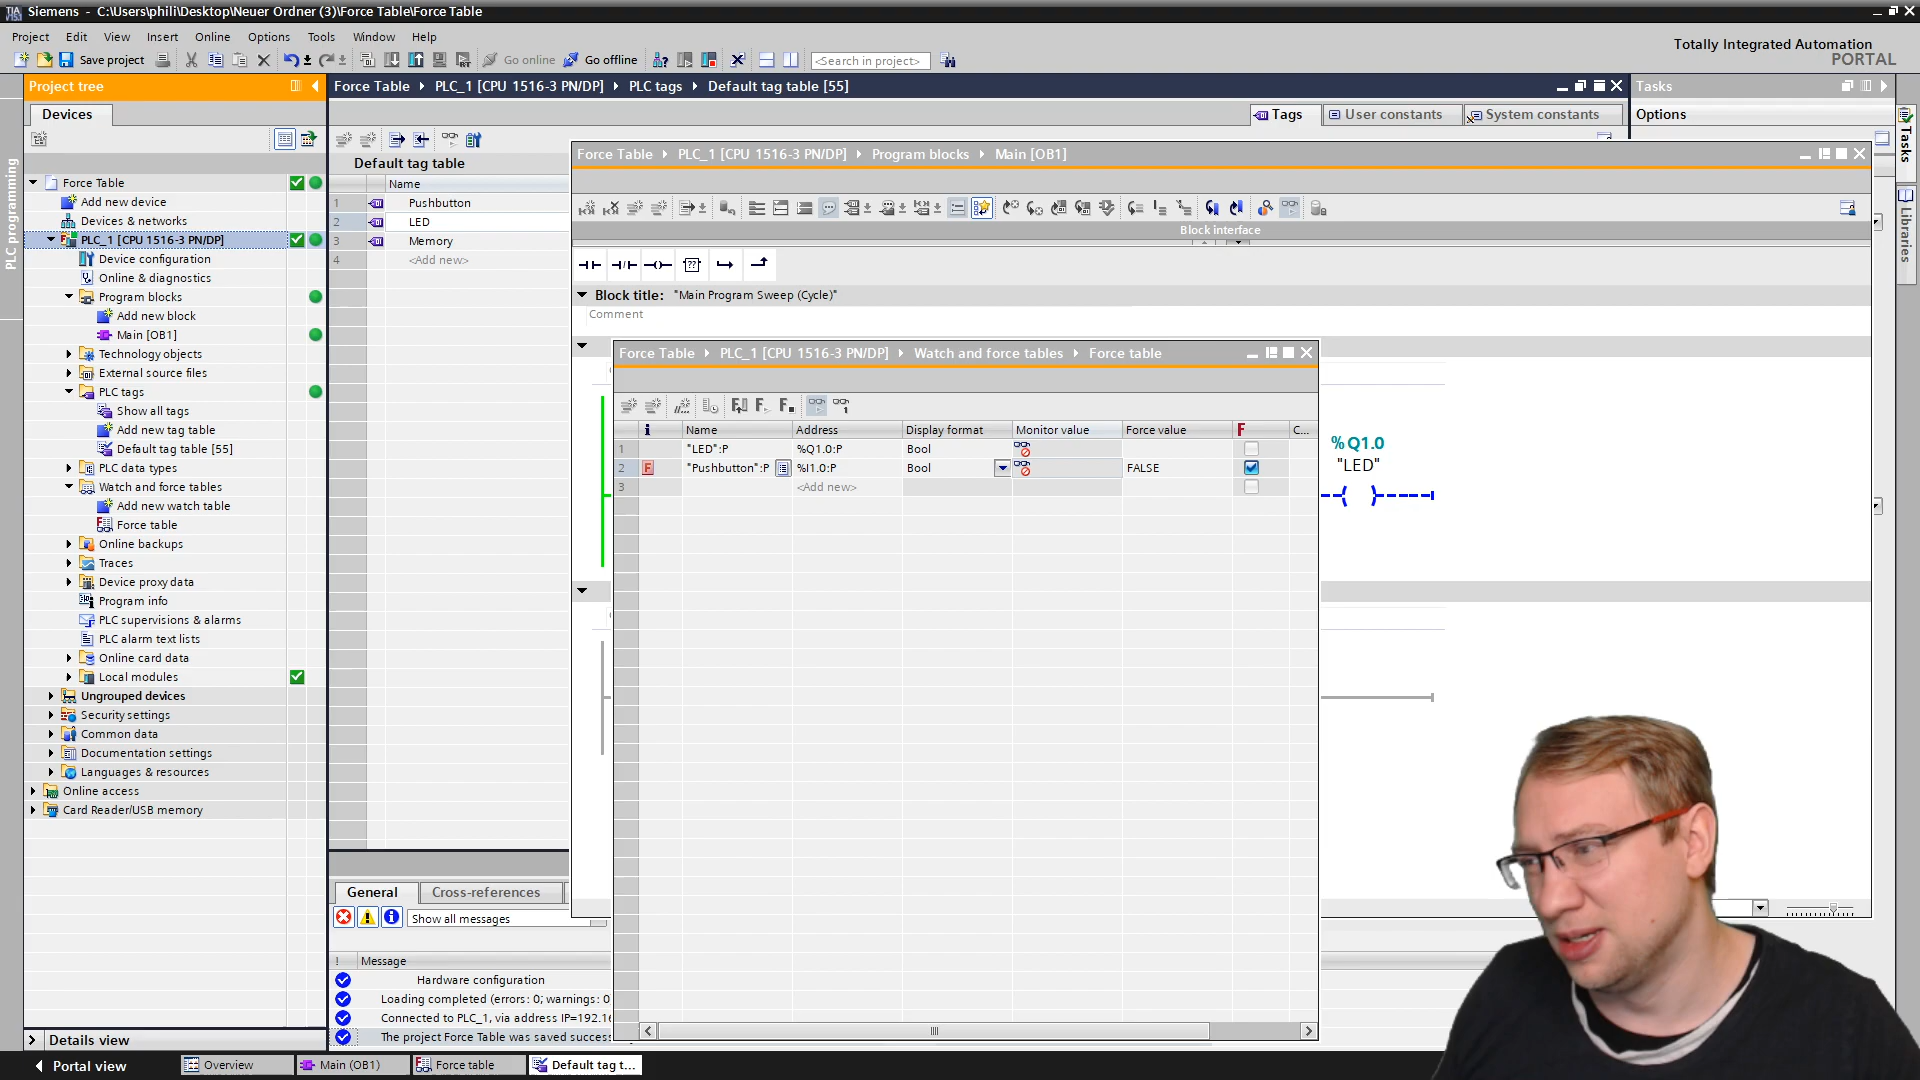 Siemens - C:\Users\phili\Desktop\Neuer Ordner (3)\Force Table\Force Table
Project Edit View Insert Online Options Tools Window Help
Totally Integrated Automation
PORTAL
Save project
Go online
Go offline
<Search in project>
Project tree
Devices
PLC programming
Force Table
Add new device
Devices & networks
PLC_1 [CPU 1516-3 PN/DP]
Device configuration
Online & diagnostics
Program blocks
Add new block
Main [OB1]
Technology objects
External source files
PLC tags
Show all tags
Add new tag table
Default tag table [55]
PLC data types
Watch and force tables
Add new watch table
Force table
Online backups
Traces
Device proxy data
Program info
PLC supervisions & alarms
PLC alarm text lists
Online card data
Local modules
Ungrouped devices
Security settings
Common data
Documentation settings
Languages & resources
Online access
Card Reader/USB memory
Details view
Force Table PLC_1 [CPU 1516-3 PN/DP] PLC tags Default tag table [55]
Tags User constants System constants
Default tag table
Name
1 Pushbutton
2 LED
3 Memory
4 <Add new>
Force Table PLC_1 [CPU 1516-3 PN/DP] Program blocks Main [OB1]
Block interface
??
Block title: "Main Program Sweep (Cycle)"
Comment
Force Table PLC_1 [CPU 1516-3 PN/DP] Watch and force tables Force table
i Name Address Display format Monitor value Force value F C...
1 "LED":P %Q1.0:P Bool
2 F "Pushbutton":P %I1.0:P Bool FALSE
3 <Add new>
%Q1.0
"LED"
General Cross-references
Show all messages
! Message
Hardware configuration
Loading completed (errors: 0; warnings: 0
Connected to PLC_1, via address IP=192.16
The project Force Table was saved success
Tasks
Options
Tasks
Libraries
Portal view Overview Main (OB1) Force table Default tag t...